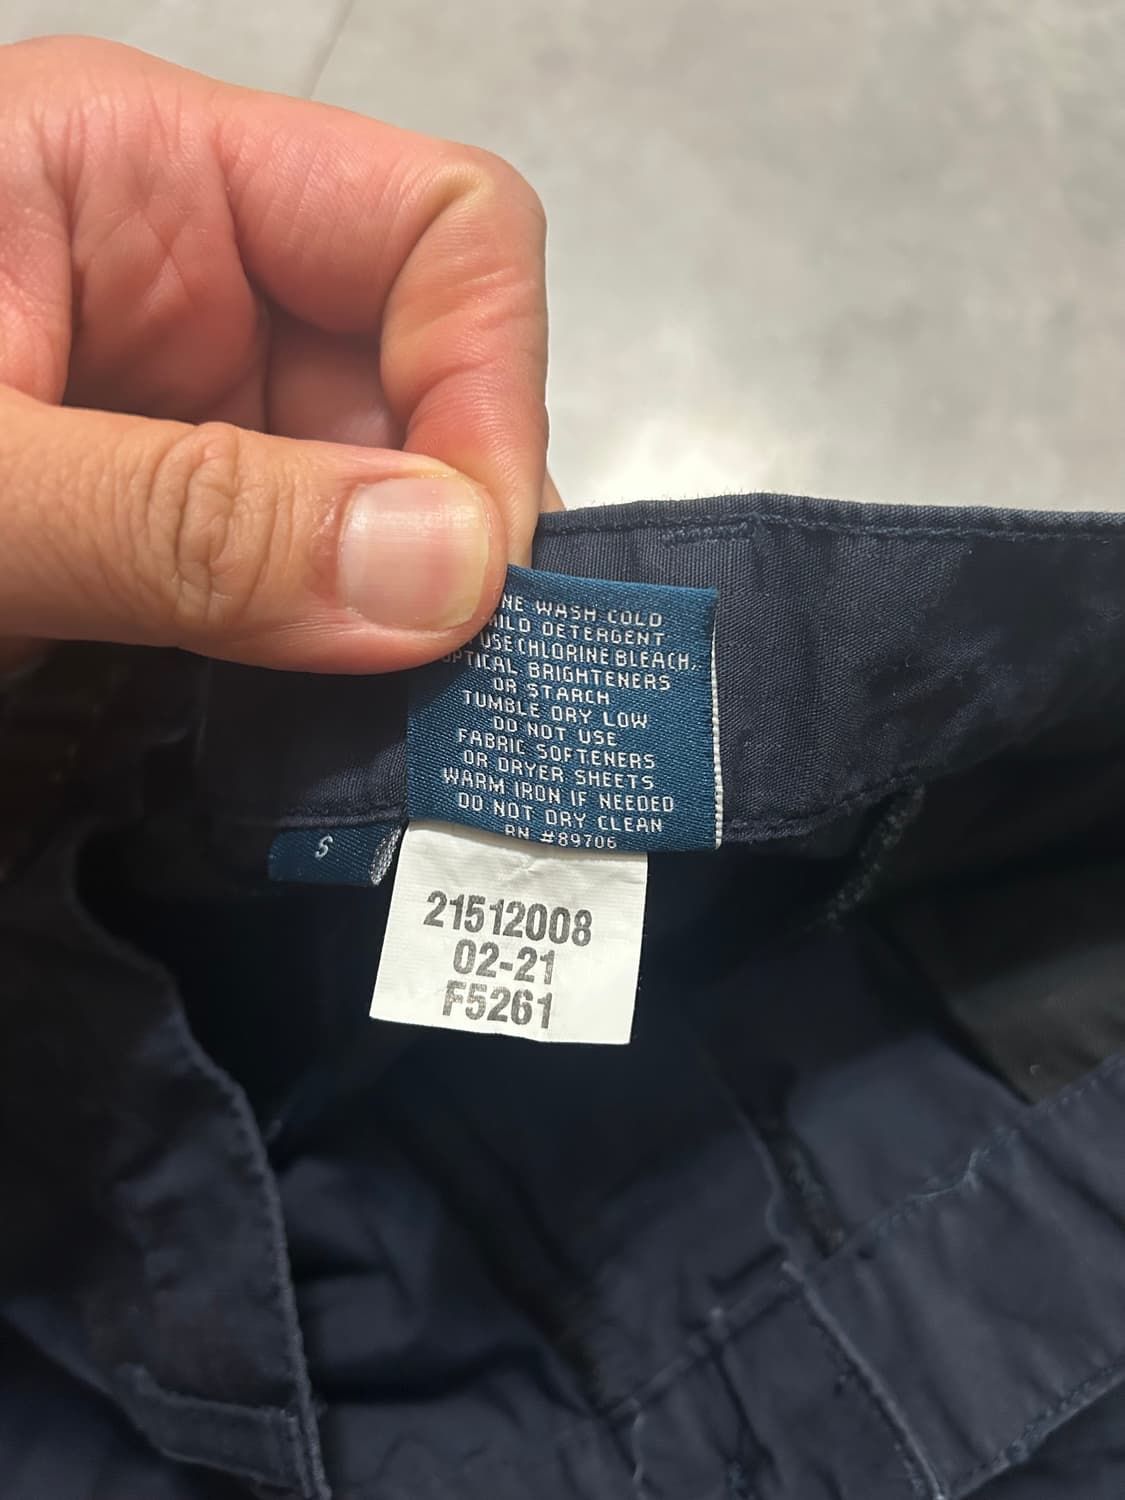 WASH COLD
DETERGENT
USE CHLORINE BLEACH,
OPTICAL BRIGHTENERS
OR STARCH
TUMBLE DRY LOW
DO NOT USE
FABRIC SOFTENERS
OR DRYER SHEETS
WARM IRON IF NEEDED
DO NOT DRY CLEAN
RN #89706
S
21512008
02-21
F5261